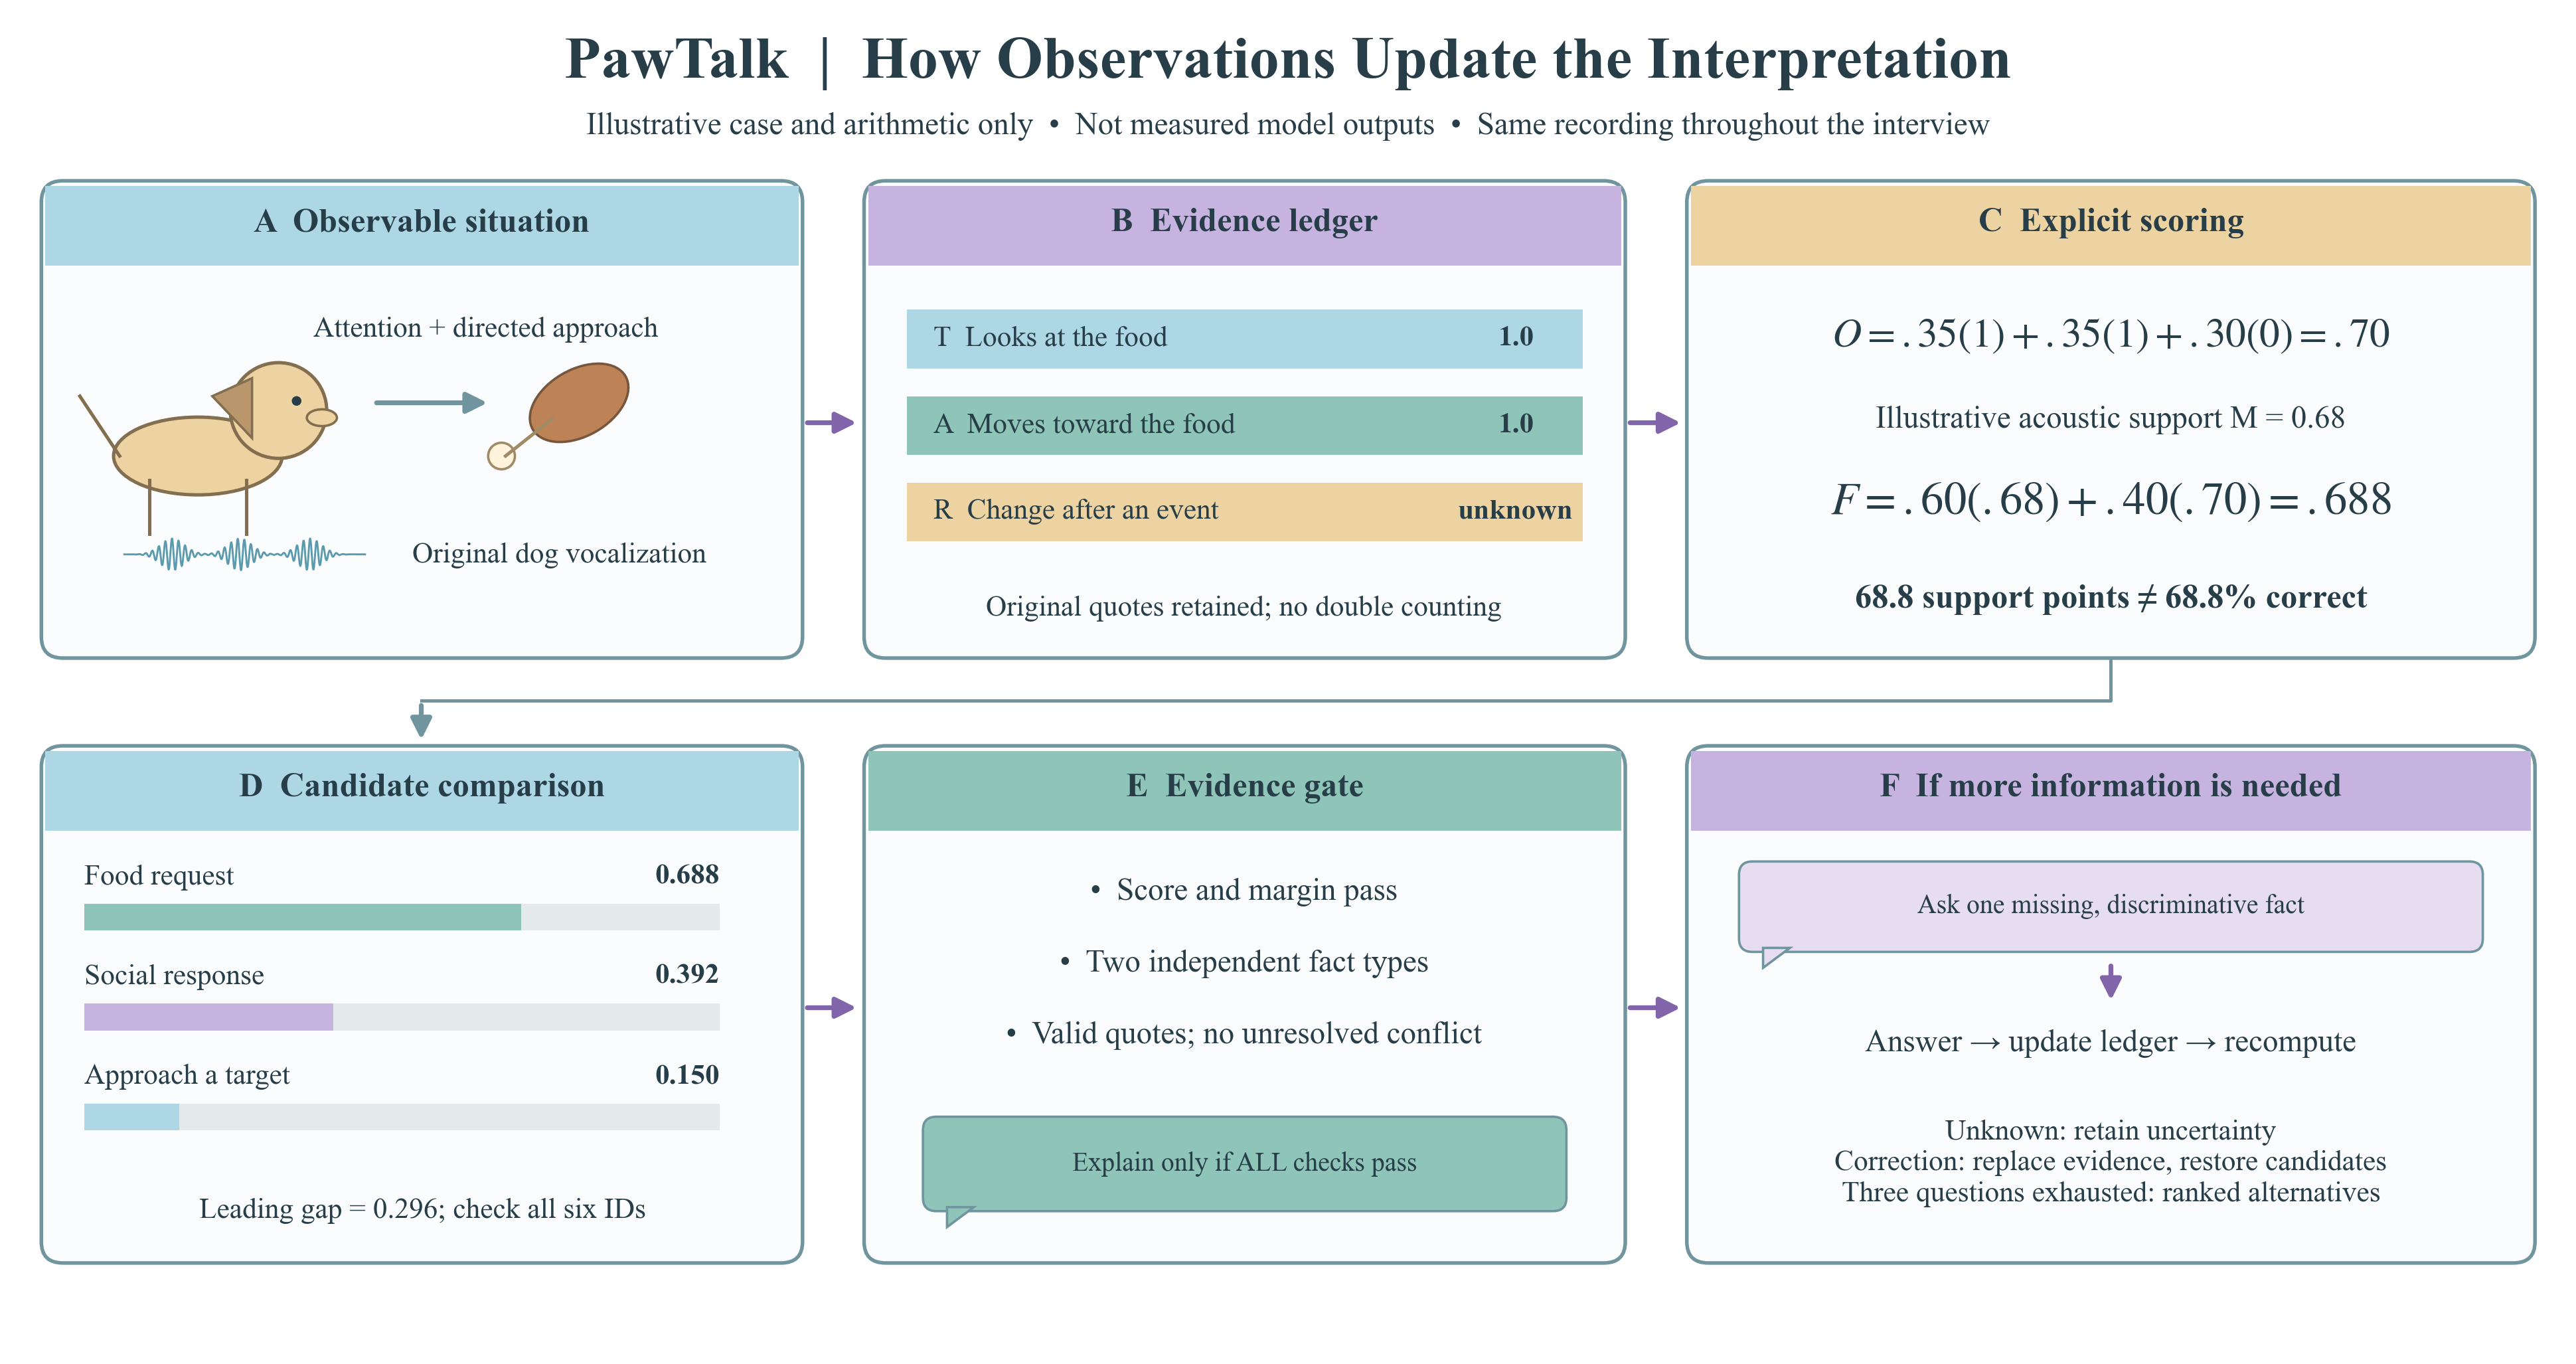 PawTalk | How Observations Update the Interpretation
Illustrative case and arithmetic only • Not measured model outputs • Same recording throughout the interview
A Observable situation
Attention + directed approach
Original dog vocalization
B Evidence ledger
T Looks at the food 1.0
A Moves toward the food 1.0
R Change after an event unknown
Original quotes retained; no double counting
C Explicit scoring
O = .35(1) + .35(1) + .30(0) = .70
Illustrative acoustic support M = 0.68
F = .60(.68) + .40(.70) = .688
68.8 support points ≠ 68.8% correct
D Candidate comparison
Food request 0.688
Social response 0.392
Approach a target 0.150
Leading gap = 0.296; check all six IDs
E Evidence gate
• Score and margin pass
• Two independent fact types
• Valid quotes; no unresolved conflict
Explain only if ALL checks pass
F If more information is needed
Ask one missing, discriminative fact
Answer → update ledger → recompute
Unknown: retain uncertainty
Correction: replace evidence, restore candidates
Three questions exhausted: ranked alternatives